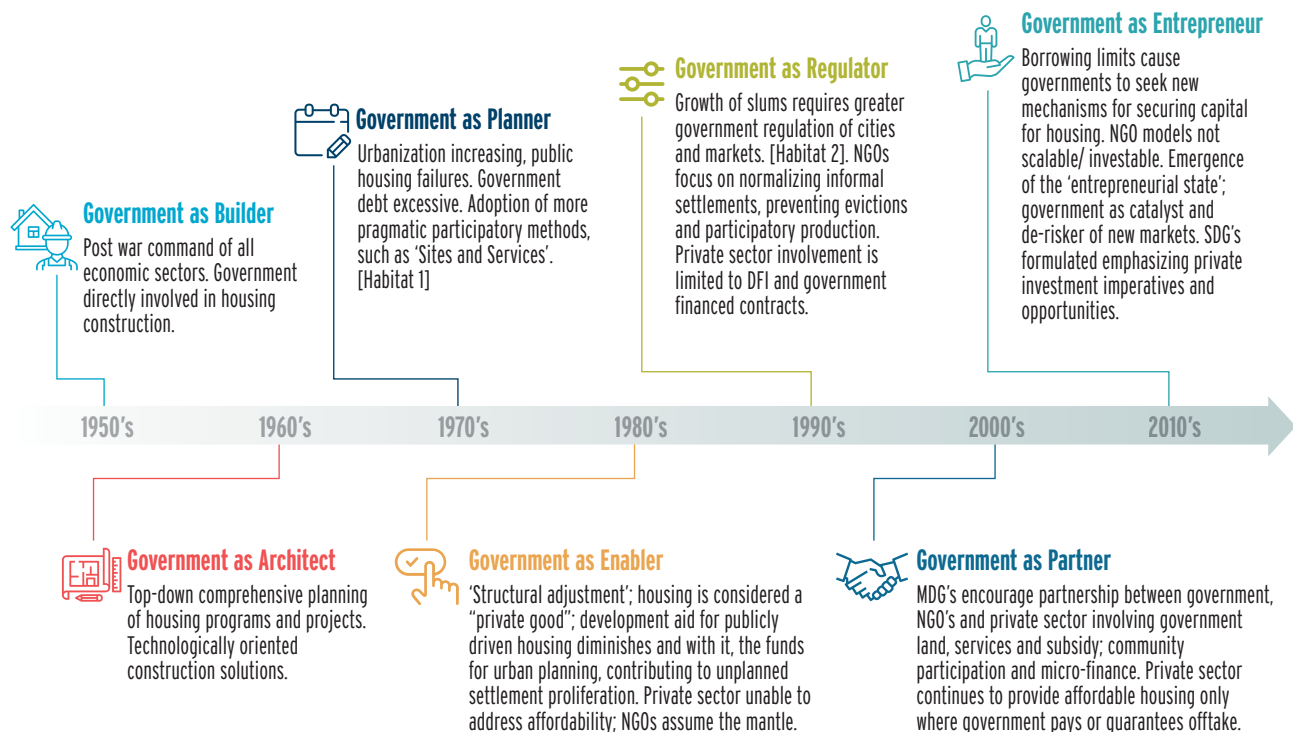 Government as Entrepreneur
Borrowing limits cause
governments to seek new
mechanisms for securing capital
for housing. NGO models not
scalable/ investable. Emergence
of the ‘entrepreneurial state’;
government as catalyst and
de-risker of new markets. SDG's
formulated emphasizing private
investment imperatives and
opportunities.
Government as Regulator
Growth of slums requires greater
government regulation of cities
and markets. [Habitat 2]. NGOs
focus on normalizing informal
settlements, preventing evictions
and participatory production.
Private sector involvement is
limited to DFI and government
financed contracts.
Government as Planner
Urbanization increasing, public
housing failures. Government
debt excessive. Adoption of more
pragmatic participatory methods,
such as ‘Sites and Services’.
[Habitat 1]
Government as Builder
Post war command of all
economic sectors. Government
directly involved in housing
construction.
1950's 1960's 1970's 1980's 1990's 2000's 2010's
Government as Architect
Top-down comprehensive planning
of housing programs and projects.
Technologically oriented
construction solutions.
Government as Enabler
‘Structural adjustment’; housing is considered a
“private good”; development aid for publicly
driven housing diminishes and with it, the funds
for urban planning, contributing to unplanned
settlement proliferation. Private sector unable to
address affordability; NGOs assume the mantle.
Government as Partner
MDG's encourage partnership between government,
NGO's and private sector involving government
land, services and subsidy; community
participation and micro-finance. Private sector
continues to provide affordable housing only
where government pays or guarantees offtake.